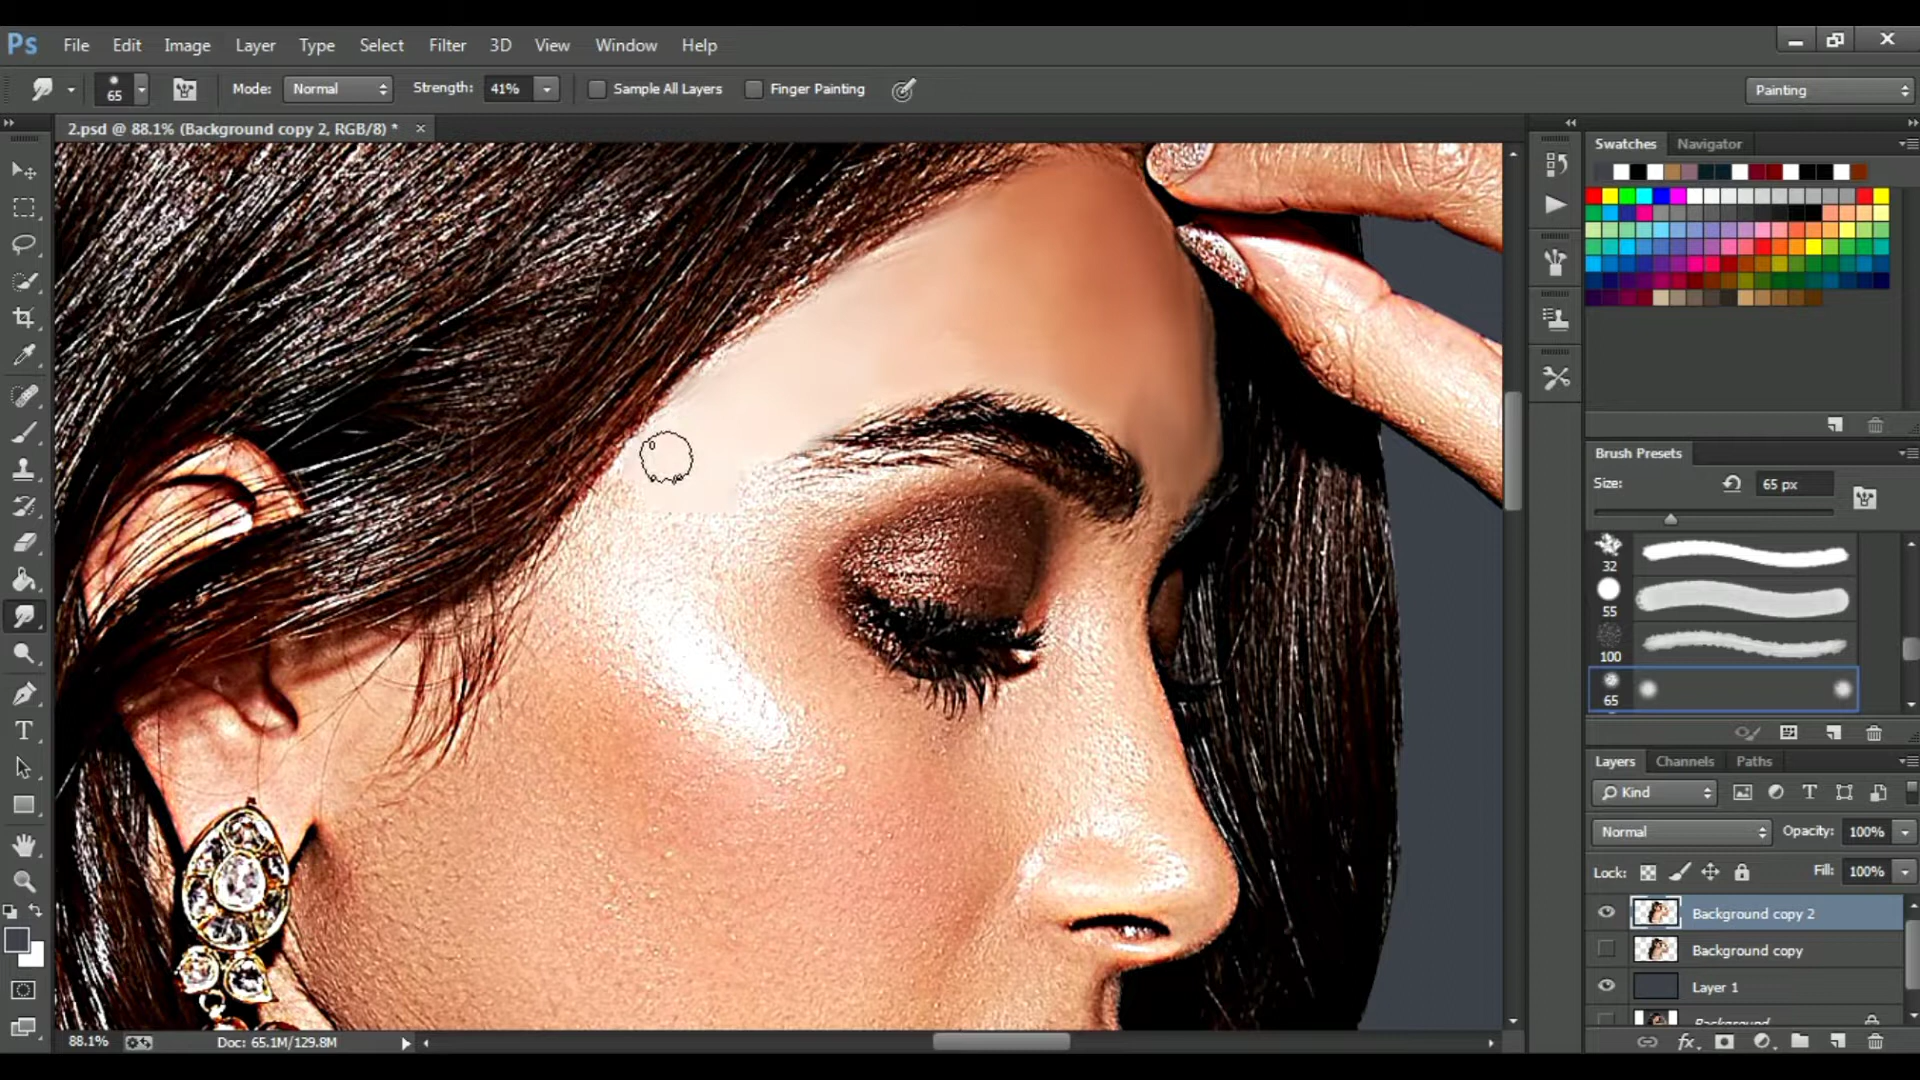 Ps File Edit Image Layer Type Select Filter 3D View Window Help
65 Mode: Normal Strength: 41% Sample All Layers Finger Painting Painting
2.psd @ 88.1% (Background copy 2, RGB/8) * ×
Swatches Navigator
Brush Presets
Size: 65 px
32
55
100
65
Layers Channels Paths
Kind
Normal Opacity: 100%
Lock: Fill: 100%
Background copy 2
Background copy
Layer 1
Background
88.1% Doc: 65.1M/129.8M